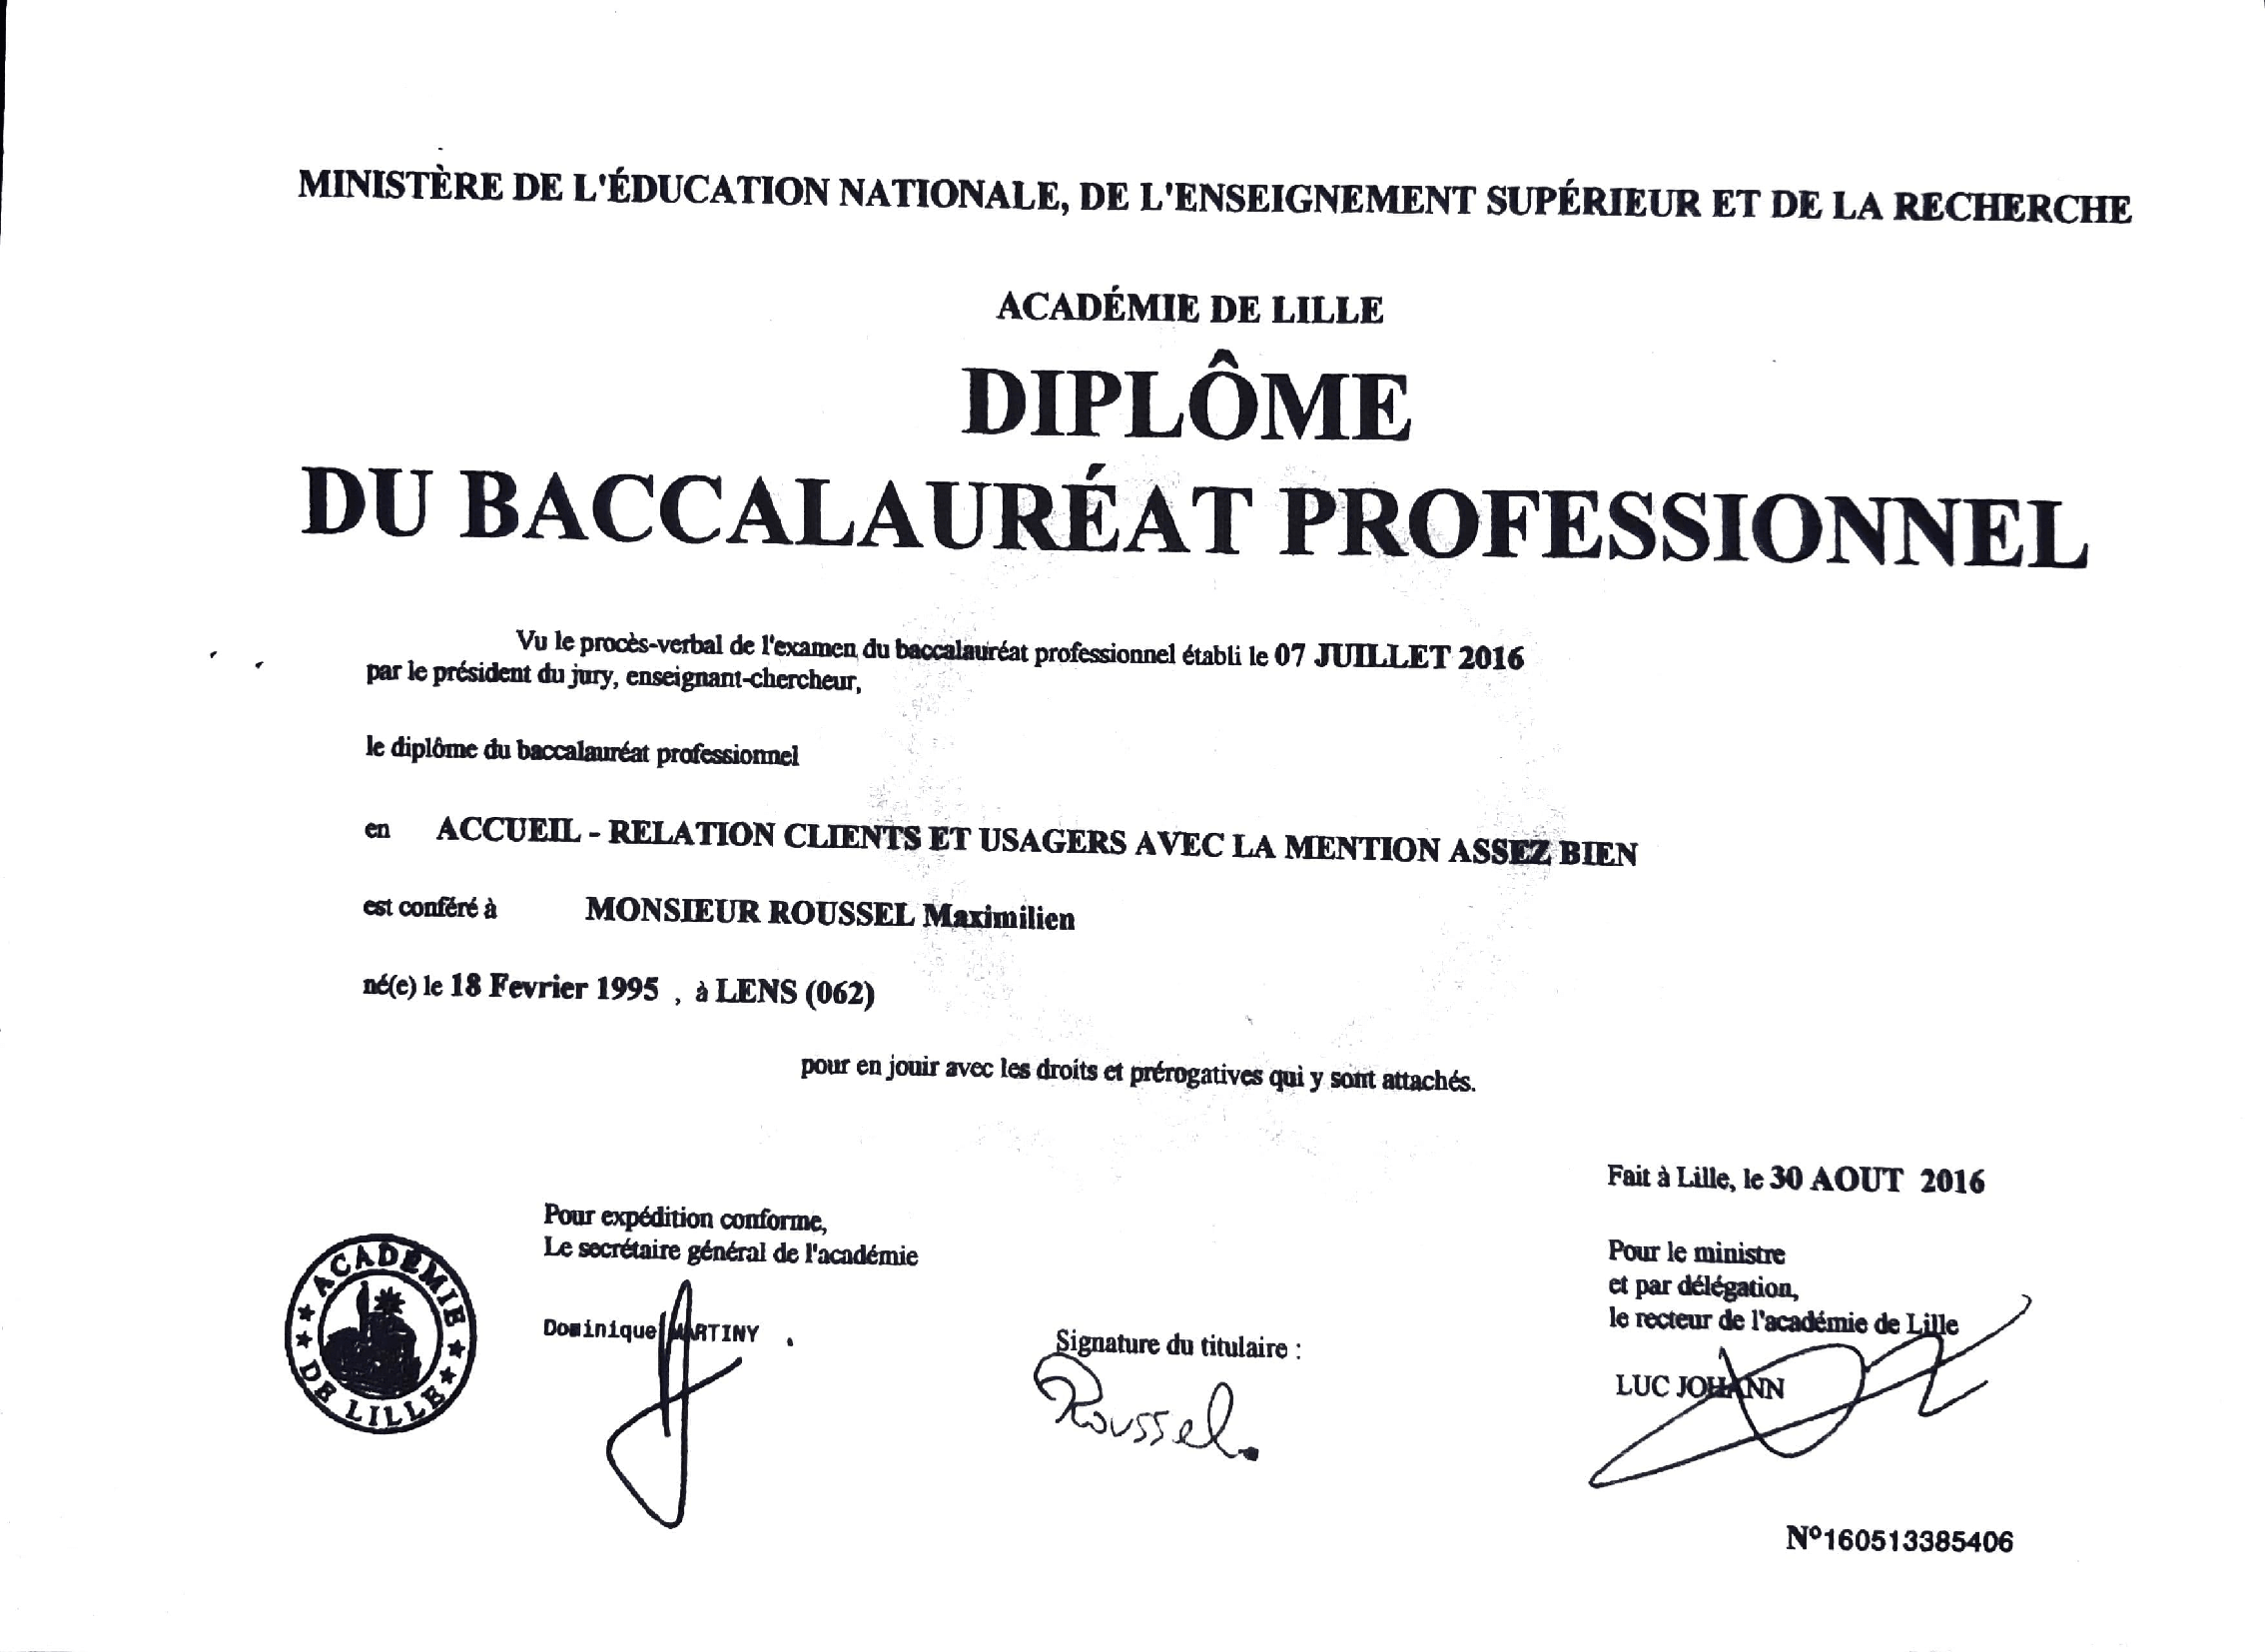 MINISTÈRE DE L'ÉDUCATION NATIONALE, DE L'ENSEIGNEMENT SUPÉRIEUR ET DE LA RECHERCHE
ACADÉMIE DE LILLE
DIPLÔME
DU BACCALAURÉAT PROFESSIONNEL
Vu le procès-verbal de l'examen du baccalauréat professionnel établi le 07 JUILLET 2016
par le président du jury, enseignant-chercheur,
le diplôme du baccalauréat professionnel
en ACCUEIL - RELATION CLIENTS ET USAGERS AVEC LA MENTION ASSEZ BIEN
est conféré à MONSIEUR ROUSSEL Maximilien
né(e) le 18 Fevrier 1995 , à LENS (062)
pour en jouir avec les droits et prérogatives qui y sont attachés.
Fait à Lille, le 30 AOUT 2016
Pour expédition conforme,
Le secrétaire général de l'académie
Dominique MARTINY
ACADÉMIE DE LILLE
Signature du titulaire :
Roussel
Pour le ministre
et par délégation,
le recteur de l'académie de Lille
LUC JOHANN
Nº160513385406